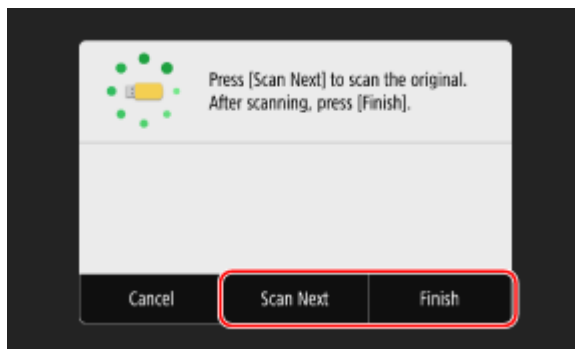 Press [Scan Next] to scan the original.
After scanning, press [Finish].
Cancel Scan Next Finish